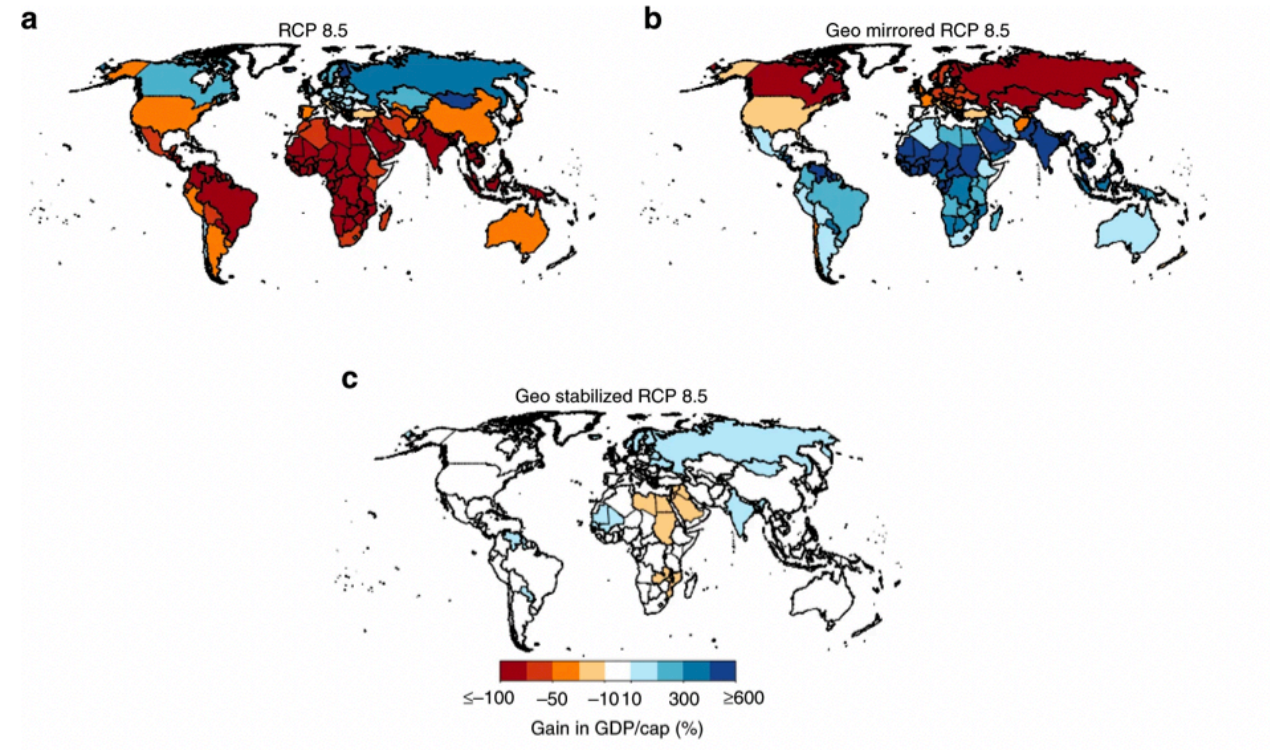 a
RCP 8.5
b
Geo mirrored RCP 8.5
c
Geo stabilized RCP 8.5
≤–100 –50 –10 10 300 ≥600
Gain in GDP/cap (%)